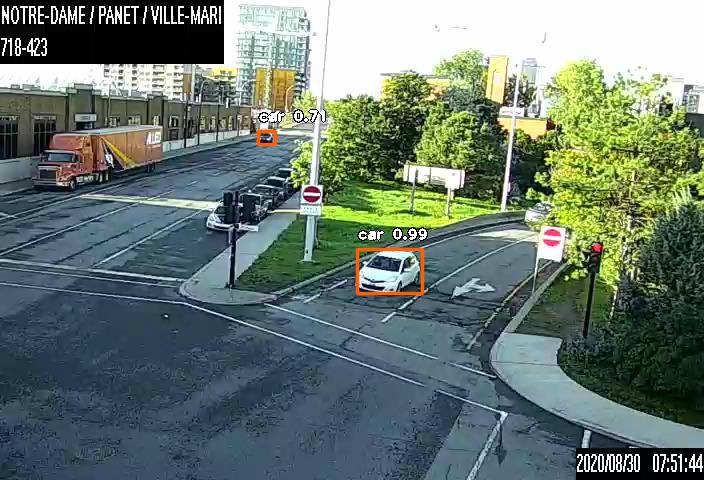 NOTRE-DAME / PANET / VILLE-MARI
718-423
car 0.71
car 0.99
2020/08/30 07:51:44